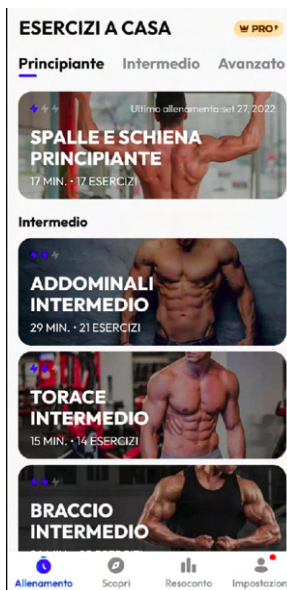 ESERCIZI A CASA
PRO
Principiante Intermedio Avanzato
Ultimo allenamento:set 27, 2022
SPALLE E SCHIENA
PRINCIPIANTE
17 MIN. • 17 ESERCIZI
Intermedio
ADDOMINALI
INTERMEDIO
29 MIN. • 21 ESERCIZI
TORACE
INTERMEDIO
15 MIN. • 14 ESERCIZI
BRACCIO
INTERMEDIO
Allenamento Scopri Resoconto Impostazion